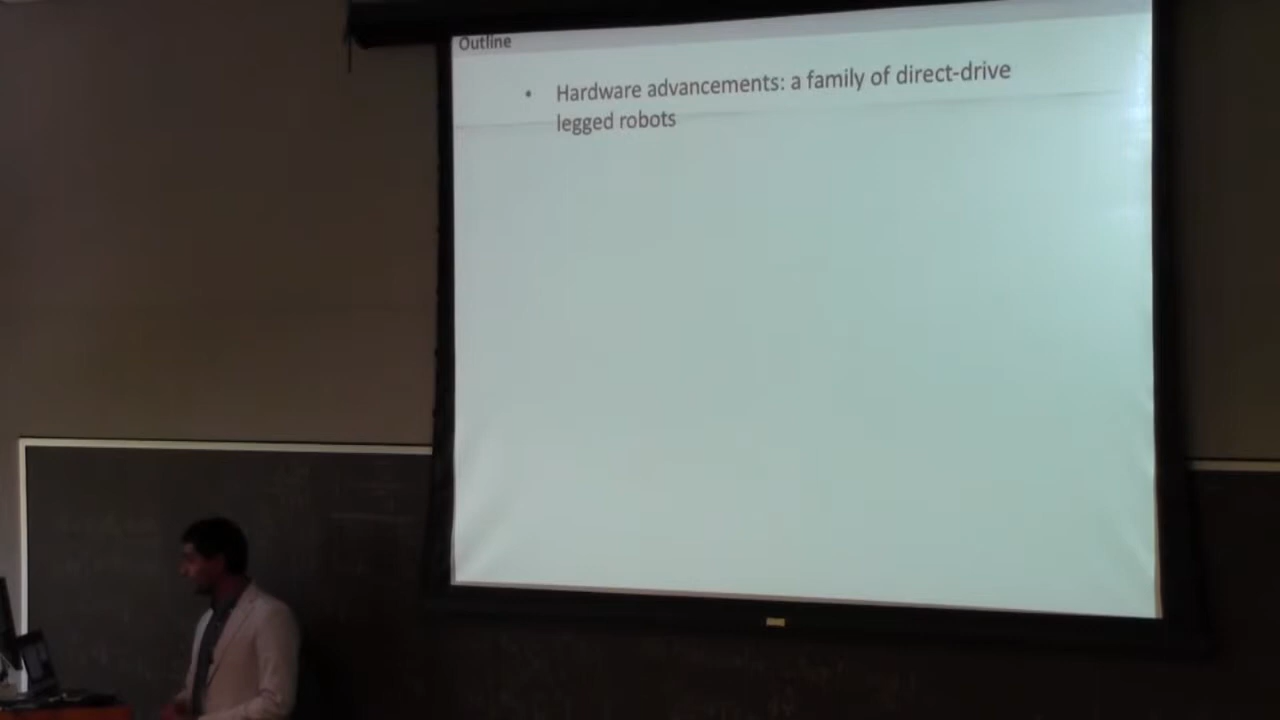 Outline
• Hardware advancements: a family of direct-drive
legged robots